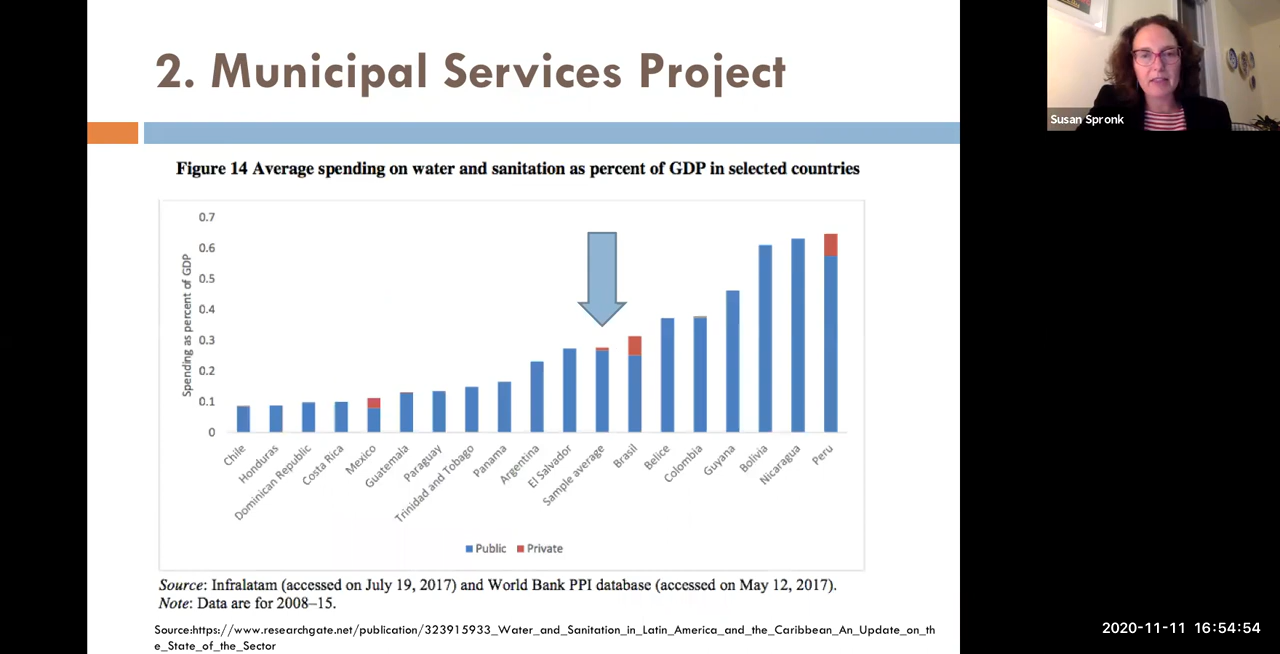 2. Municipal Services Project
Susan Spronk
Figure 14 Average spending on water and sanitation as percent of GDP in selected countries
Spending as percent of GDP
0.7
0.6
0.5
0.4
0.3
0.2
0.1
0
Chile
Honduras
Dominican Republic
Costa Rica
Mexico
Guatemala
Paraguay
Trinidad and Tobago
Panama
Argentina
El Salvador
Sample average
Brasil
Belice
Colombia
Guyana
Bolivia
Nicaragua
Peru
Public Private
Source: Infralatam (accessed on July 19, 2017) and World Bank PPI database (accessed on May 12, 2017).
Note: Data are for 2008–15.
Source:https://www.researchgate.net/publication/323915933_Water_and_Sanitation_in_Latin_America_and_the_Caribbean_An_Update_on_th
e_State_of_the_Sector
2020-11-11 16:54:54